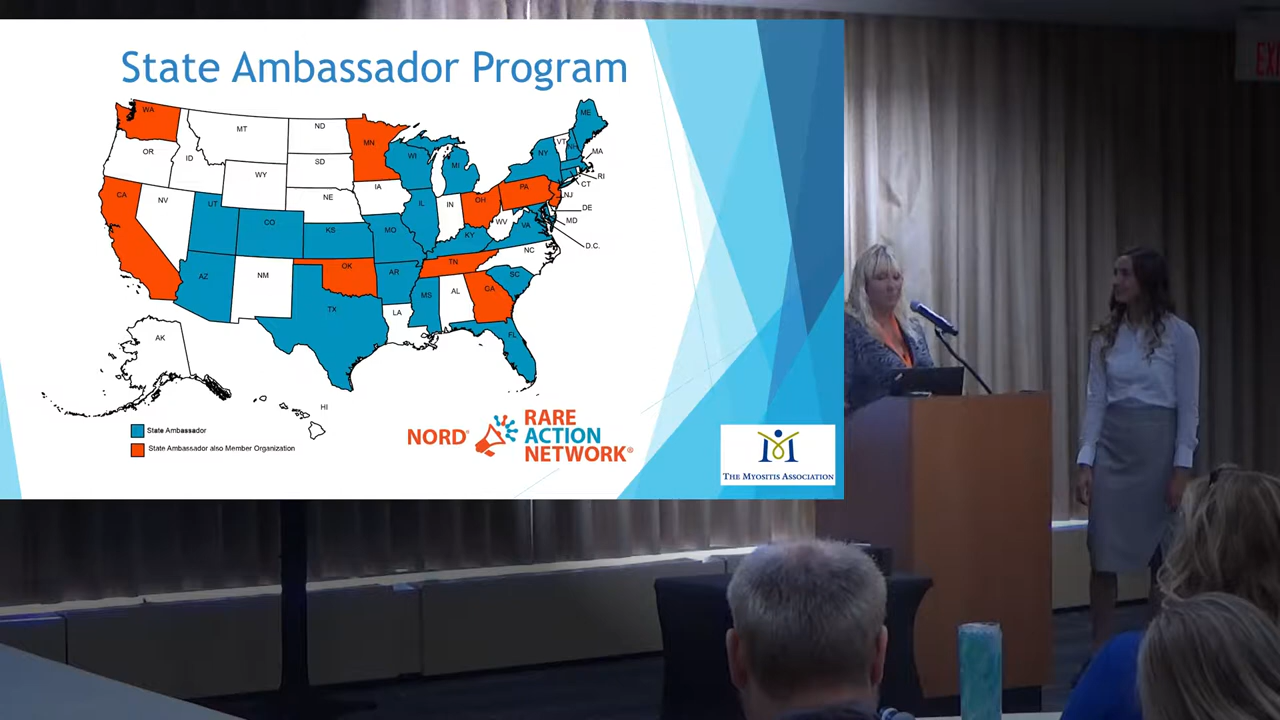 State Ambassador Program
WA
MT
ND
MN
ME
OR
ID
SD
WI
MI
NY
VT
NH
MA
WY
RI
CT
CA
NV
UT
NE
IA
IL
IN
OH
PA
NJ
DE
MD
D.C.
CO
KS
MO
KY
WV
VA
AZ
NM
OK
AR
TN
NC
SC
TX
LA
MS
AL
GA
FL
AK
HI
State Ambassador
State Ambassador also Member Organization
NORD®
RARE
ACTION
NETWORK®
THE MYOSITIS ASSOCIATION